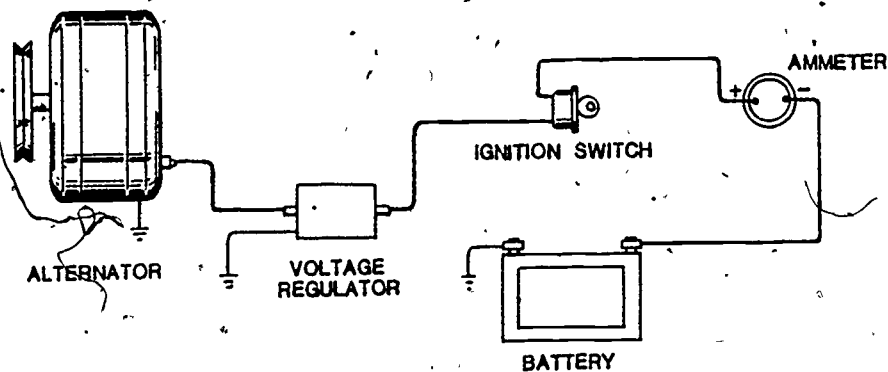 AMMETER
+ −
IGNITION SWITCH
ALTERNATOR
VOLTAGE
REGULATOR
BATTERY